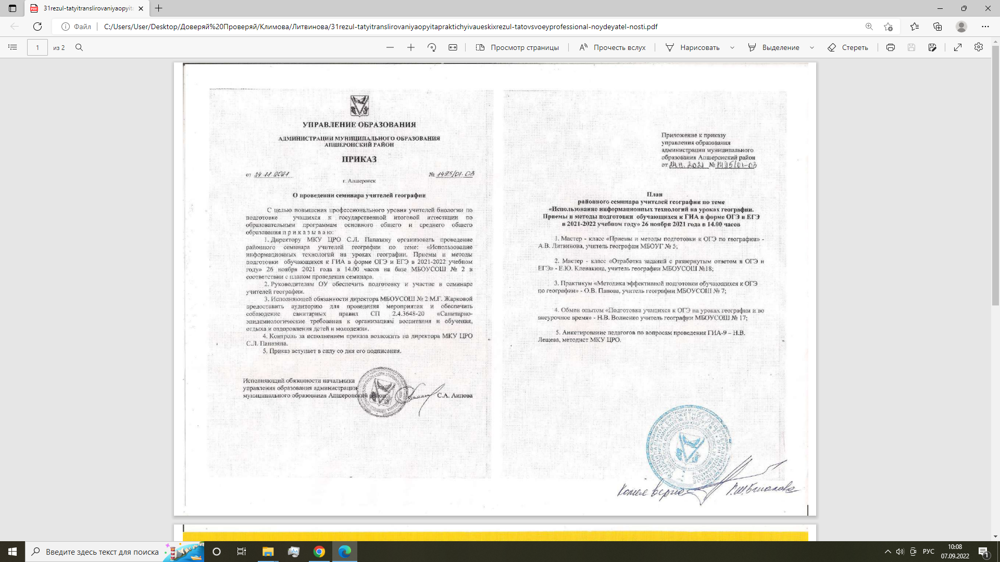 31rezul-tatyitranslirovaniyaopyita
Файл
C:/Users/User/Desktop/Доверяй%20Проверяй/Климова/Литвинова/31rezul-tatyitranslirovaniyaopyitapraktichyivaueskixrezul-tatovsvoeyprofessional-noydeyatel-nosti.pdf
1 из 2
Просмотр страницы
Прочесть вслух
Нарисовать
Выделение
Стереть
УПРАВЛЕНИЕ ОБРАЗОВАНИЯ
АДМИНИСТРАЦИИ МУНИЦИПАЛЬНОГО ОБРАЗОВАНИЯ
АПШЕРОНСКИЙ РАЙОН
ПРИКАЗ
от 24.11.2021 № 1495/01-03
г. Апшеронск
О проведении семинара учителей географии
С целью повышения профессионального уровня учителей биологии по
подготовке учащихся к государственной итоговой аттестации по
образовательным программам основного общего и среднего общего
образования п р и к а з ы в а ю:
1. Директору МКУ ЦРО С.Л. Папазяну организовать проведение
районного семинара учителей географии по теме: «Использование
информационных технологий на уроках географии. Приемы и методы
подготовки обучающихся к ГИА в форме ОГЭ и ЕГЭ в 2021-2022 учебном
году» 26 ноября 2021 года в 14.00 часов на базе МБОУСОШ № 2 в
соответствии с планом проведения семинара.
2. Руководителям ОУ обеспечить подготовку и участие в семинаре
учителей географии.
3. Исполняющей обязанности директора МБОУСОШ № 2 М.Г. Жарковой
предоставить аудиторию для проведения мероприятия и обеспечить
соблюдение санитарных правил СП 2.4.3648-20 «Санитарно-
эпидемиологические требования к организациям воспитания и обучения,
отдыха и оздоровления детей и молодежи».
4. Контроль за исполнением приказа возложить на директора МКУ ЦРО
С.Л. Папазяна.
5. Приказ вступает в силу со дня его подписания.
Исполняющий обязанности начальника
управления образования администрации
муниципального образования Апшеронский район С.А. Аипова
Приложение к приказу
управления образования
администрации муниципального
образования Апшеронский район
от 24.11.2021 № 1495/01-03
План
районного семинара учителей географии по теме
«Использование информационных технологий на уроках географии.
Приемы и методы подготовки обучающихся к ГИА в форме ОГЭ и ЕГЭ
в 2021-2022 учебном году» 26 ноября 2021 года в 14.00 часов
1. Мастер - класс «Приемы и методы подготовки к ОГЭ по географии» -
А.В. Литвинова, учитель географии МБОУГ № 5;
2. Мастер - класс «Отработка заданий с развернутым ответом в ОГЭ и
ЕГЭ» - Е.Ю. Клевакина, учитель географии МБОУСОШ №18;
3. Практикум «Методика эффективной подготовки обучающихся к ОГЭ
по географии» - О.В. Панова, учитель географии МБОУСОШ № 7;
4. Обмен опытом «Подготовка учащихся к ОГЭ на уроках географии и во
внеурочное время» - Н.В. Волненко учитель географии МБОУСОШ № 17;
5. Анкетирование педагогов по вопросам проведения ГИА-9 – Н.В.
Лещева, методист МКУ ЦРО.
Копия верна
Введите здесь текст для поиска
РУС
10:08
07.09.2022
1